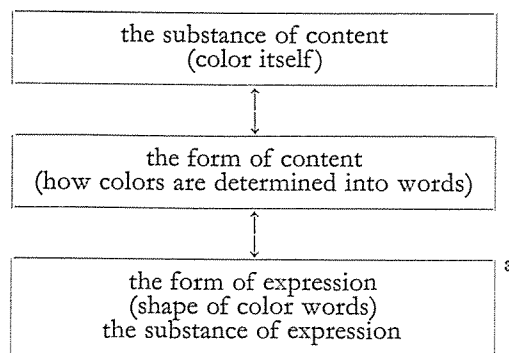 the substance of content
(color itself)
the form of content
(how colors are determined into words)
the form of expression
(shape of color words)
the substance of expression